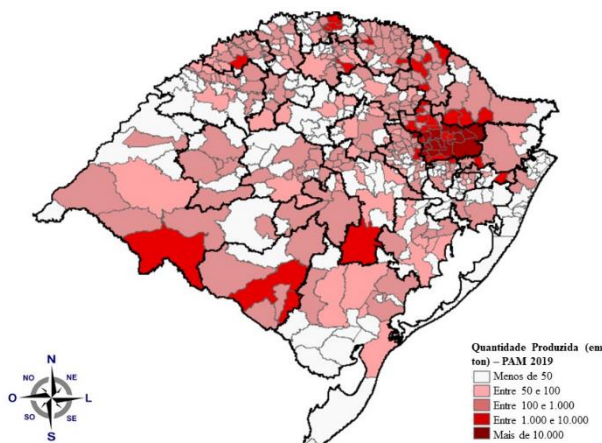 N
NO
NE
O
L
SO
SE
S
Quantidade Produzida (em
ton) – PAM 2019
Menos de 50
Entre 50 e 100
Entre 100 e 1.000
Entre 1.000 e 10.000
Mais de 10.000